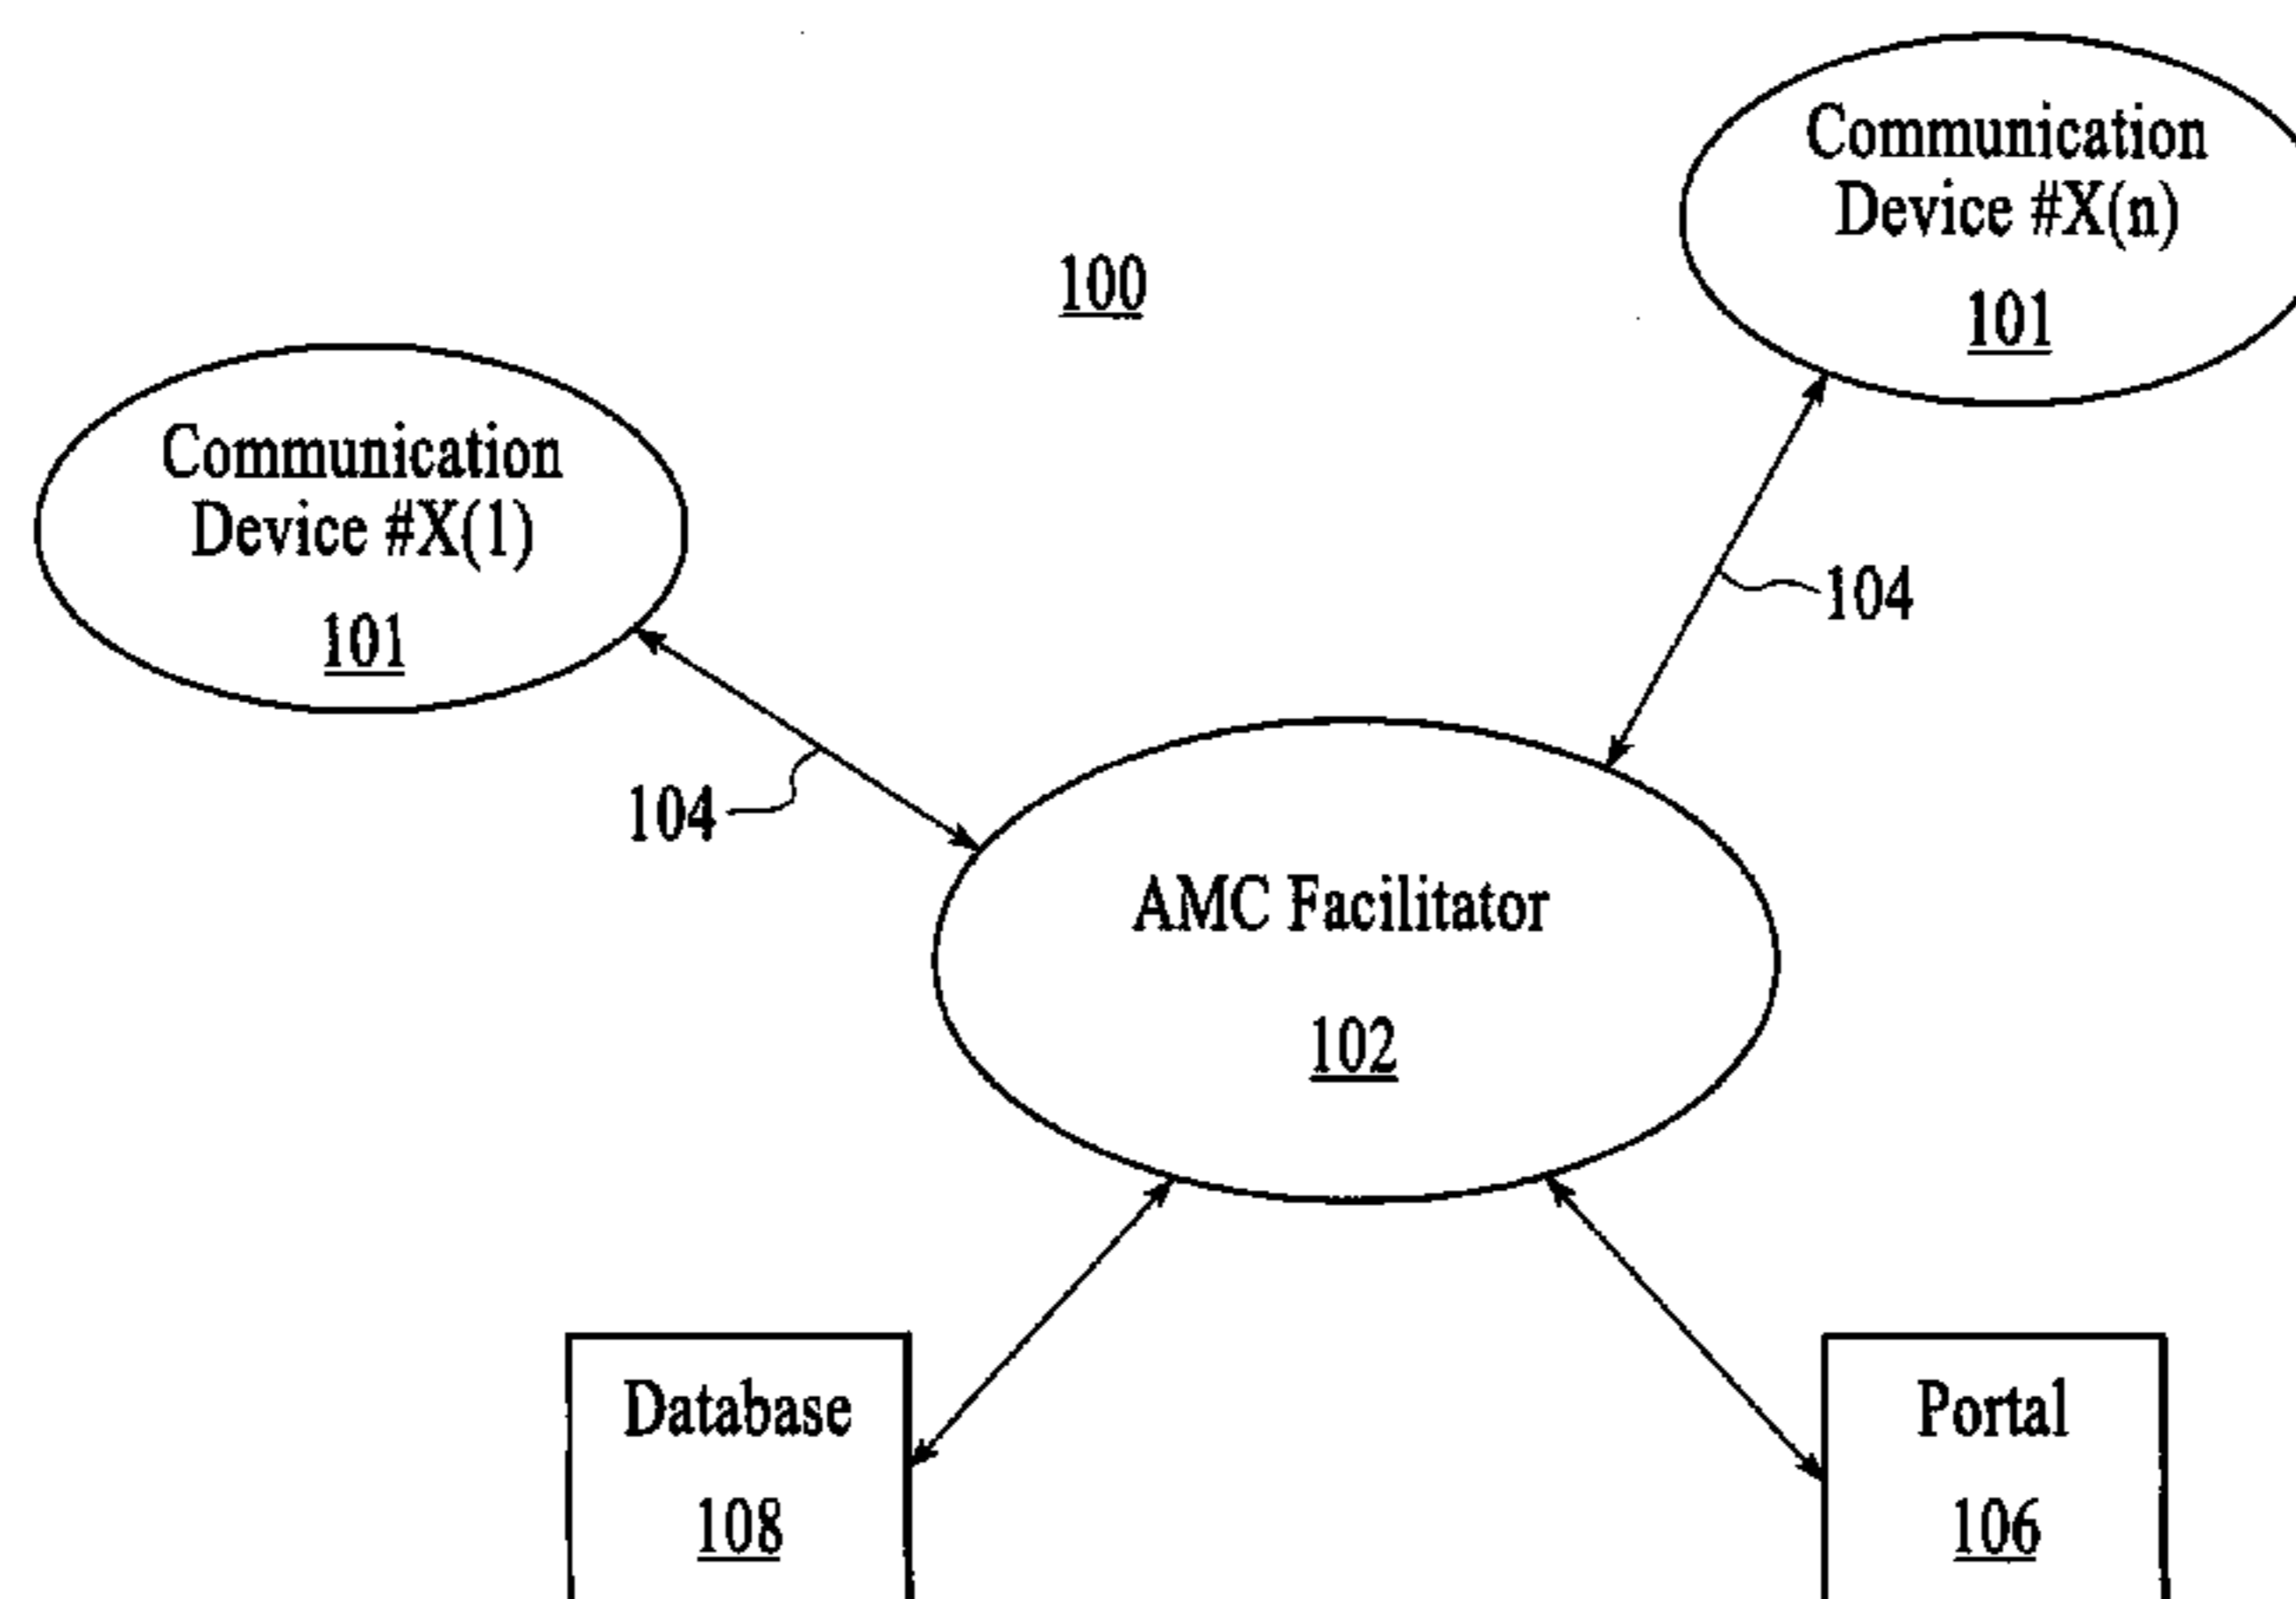 Communication
Device #X(n)
101
100
Communication
Device #X(1)
101
104
104
AMC Facilitator
102
Database
108
Portal
106